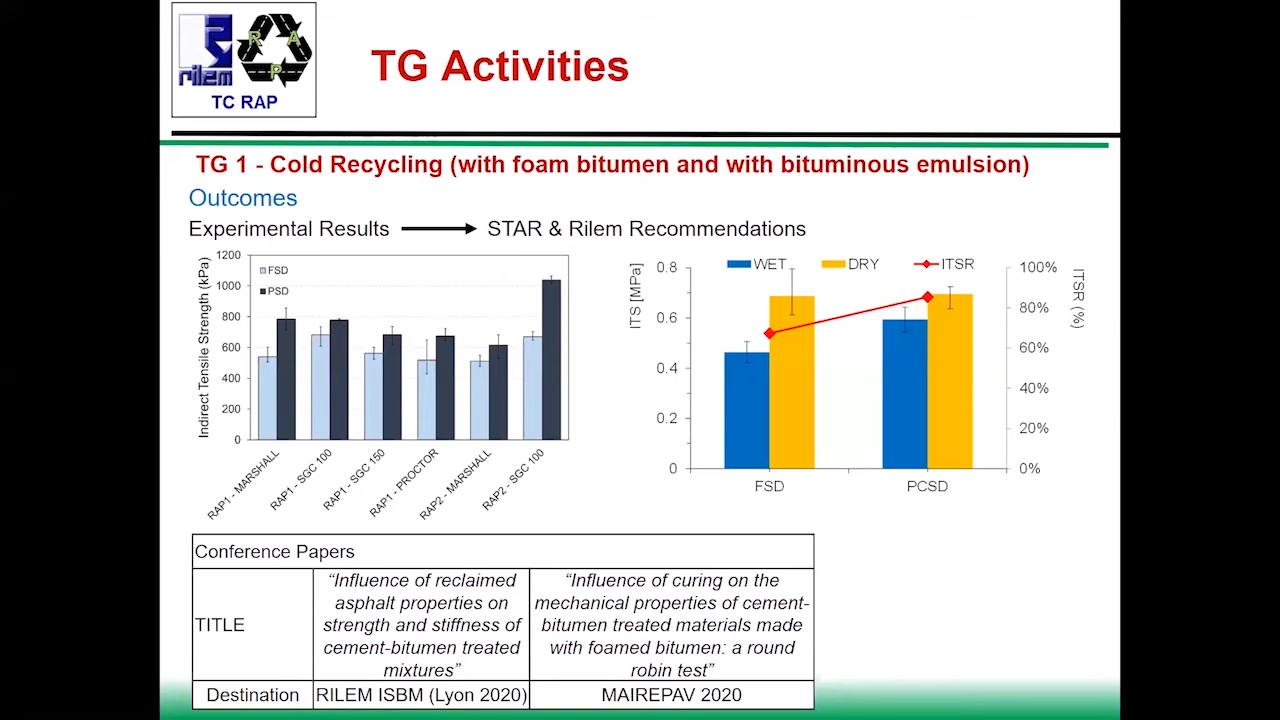 R A P
rilem
TC RAP
TG Activities
TG 1 - Cold Recycling (with foam bitumen and with bituminous emulsion)
Outcomes
Experimental Results
STAR & Rilem Recommendations
Indirect Tensile Strength (kPa)
1200
1000
800
600
400
200
0
FSD
PSD
RAP1 - MARSHALL
RAP1 - SGC 100
RAP1 - SGC 150
RAP1 - PROCTOR
RAP2 - MARSHALL
RAP2 - SGC 100
WET
DRY
ITSR
ITS [MPa]
0.8
0.6
0.4
0.2
0
100%
80%
60%
40%
20%
0%
ITSR (%)
FSD
PCSD
Conference Papers
TITLE
“Influence of reclaimed
asphalt properties on
strength and stiffness of
cement-bitumen treated
mixtures”
“Influence of curing on the
mechanical properties of cement-
bitumen treated materials made
with foamed bitumen: a round
robin test”
Destination
RILEM ISBM (Lyon 2020)
MAIREPAV 2020